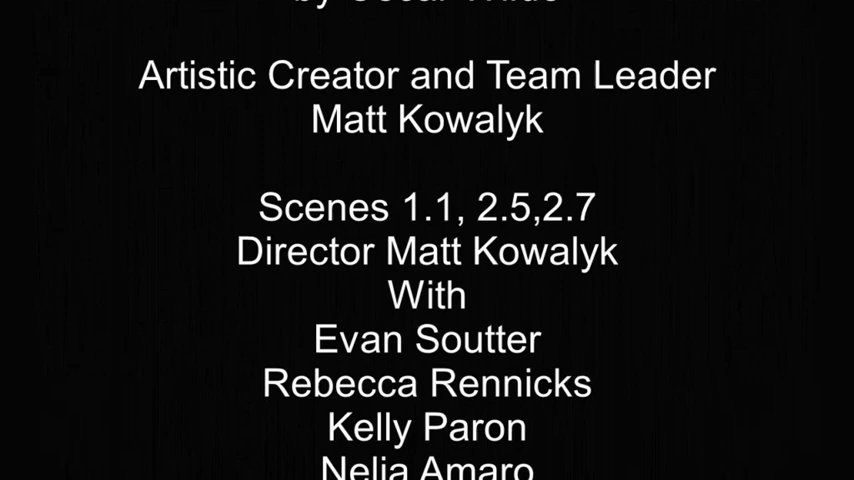 by Oscar Wilde
Artistic Creator and Team Leader
Matt Kowalyk
Scenes 1.1, 2.5,2.7
Director Matt Kowalyk
With
Evan Soutter
Rebecca Rennicks
Kelly Paron
Nelia Amaro